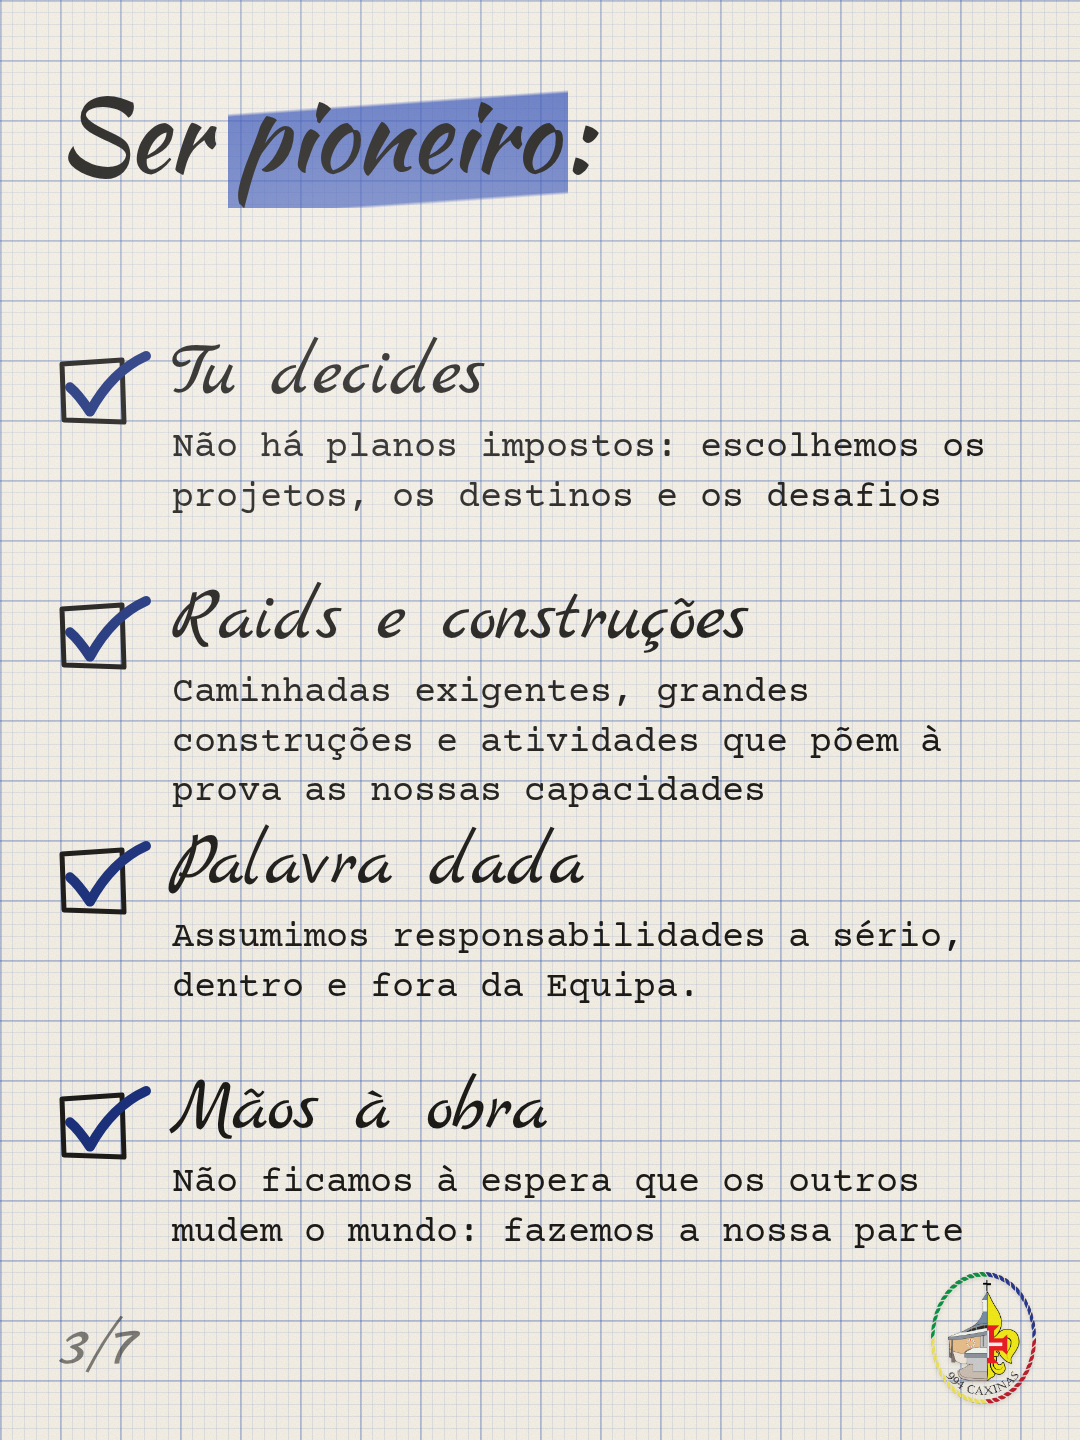 Ser pioneiro:
Tu decides
Não há planos impostos: escolhemos os
projetos, os destinos e os desafios
Raids e construções
Caminhadas exigentes, grandes
construções e atividades que põem à
prova as nossas capacidades
Palavra dada
Assumimos responsabilidades a sério,
dentro e fora da Equipa.
Mãos à obra
Não ficamos à espera que os outros
mudem o mundo: fazemos a nossa parte
3/7
994 CAXINAS